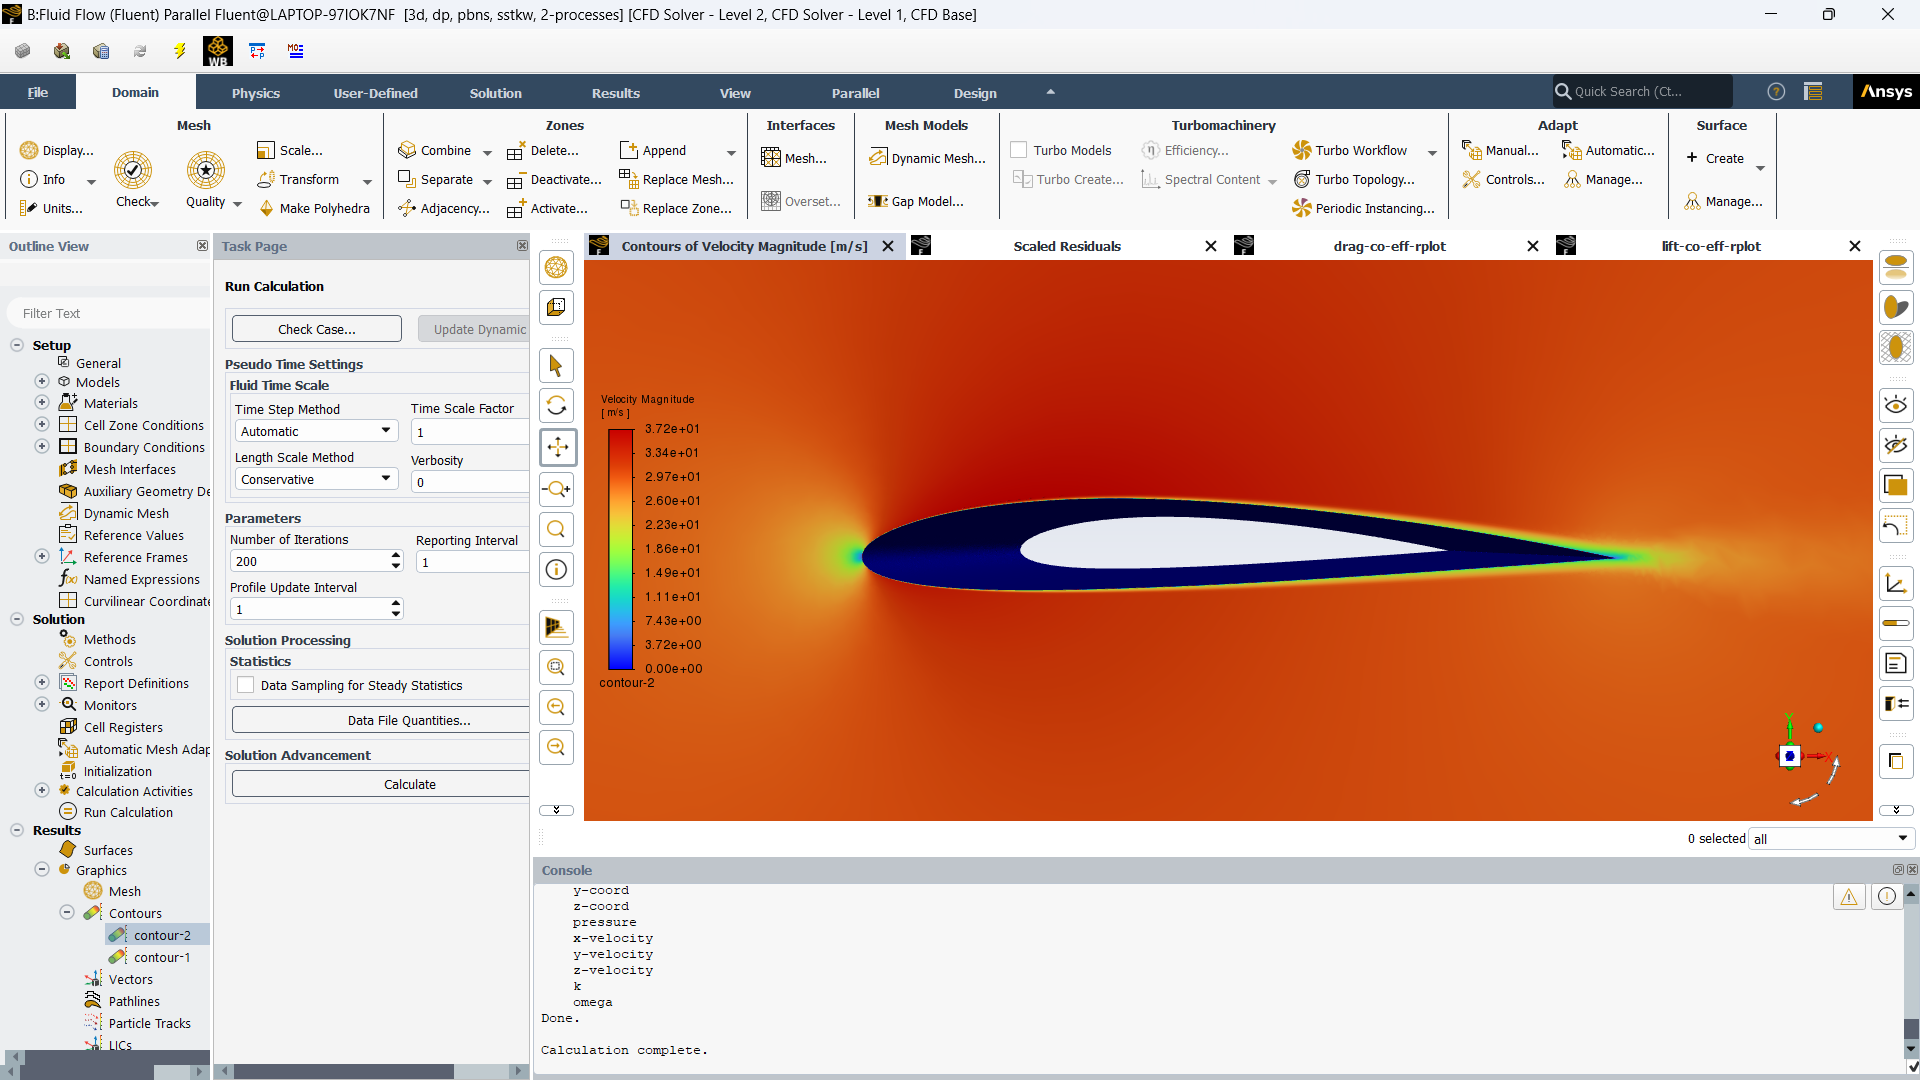 B:Fluid Flow (Fluent) Parallel Fluent@LAPTOP-97IOK7NF [3d, dp, pbns, sstkw, 2-processes] [CFD Solver - Level 2, CFD Solver - Level 1, CFD Base]
WB
File Domain Physics User-Defined Solution Results View Parallel Design Quick Search (Ct... Ansys
Mesh
Display...
Info
Units...
Check
Quality
Scale...
Transform
Make Polyhedra
Zones
Combine
Separate
Adjacency...
Delete...
Deactivate...
Activate...
Append
Replace Mesh...
Replace Zone...
Interfaces
Mesh...
Overset...
Mesh Models
Dynamic Mesh...
Gap Model...
Turbomachinery
Turbo Models
Turbo Create...
Efficiency...
Spectral Content
Turbo Workflow
Turbo Topology...
Periodic Instancing...
Adapt
Manual...
Controls...
Automatic...
Manage...
Surface
Create
Manage...
Outline View
Filter Text
Setup
General
Models
Materials
Cell Zone Conditions
Boundary Conditions
Mesh Interfaces
Auxiliary Geometry De
Dynamic Mesh
Reference Values
Reference Frames
Named Expressions
Curvilinear Coordinate
Solution
Methods
Controls
Report Definitions
Monitors
Cell Registers
Automatic Mesh Adap
Initialization
Calculation Activities
Run Calculation
Results
Surfaces
Graphics
Mesh
Contours
contour-2
contour-1
Vectors
Pathlines
Particle Tracks
LICs
Task Page
Run Calculation
Check Case...
Update Dynamic
Pseudo Time Settings
Fluid Time Scale
Time Step Method
Time Scale Factor
Automatic
1
Length Scale Method
Verbosity
Conservative
0
Parameters
Number of Iterations
Reporting Interval
200
1
Profile Update Interval
1
Solution Processing
Statistics
Data Sampling for Steady Statistics
Data File Quantities...
Solution Advancement
Calculate
Contours of Velocity Magnitude [m/s]
Scaled Residuals
drag-co-eff-rplot
lift-co-eff-rplot
Velocity Magnitude
[ m/s ]
3.72e+01
3.34e+01
2.97e+01
2.60e+01
2.23e+01
1.86e+01
1.49e+01
1.11e+01
7.43e+00
3.72e+00
0.00e+00
contour-2
Y
X
0 selected all
Console
y-coord
z-coord
pressure
x-velocity
y-velocity
z-velocity
k
omega
Done.
Calculation complete.